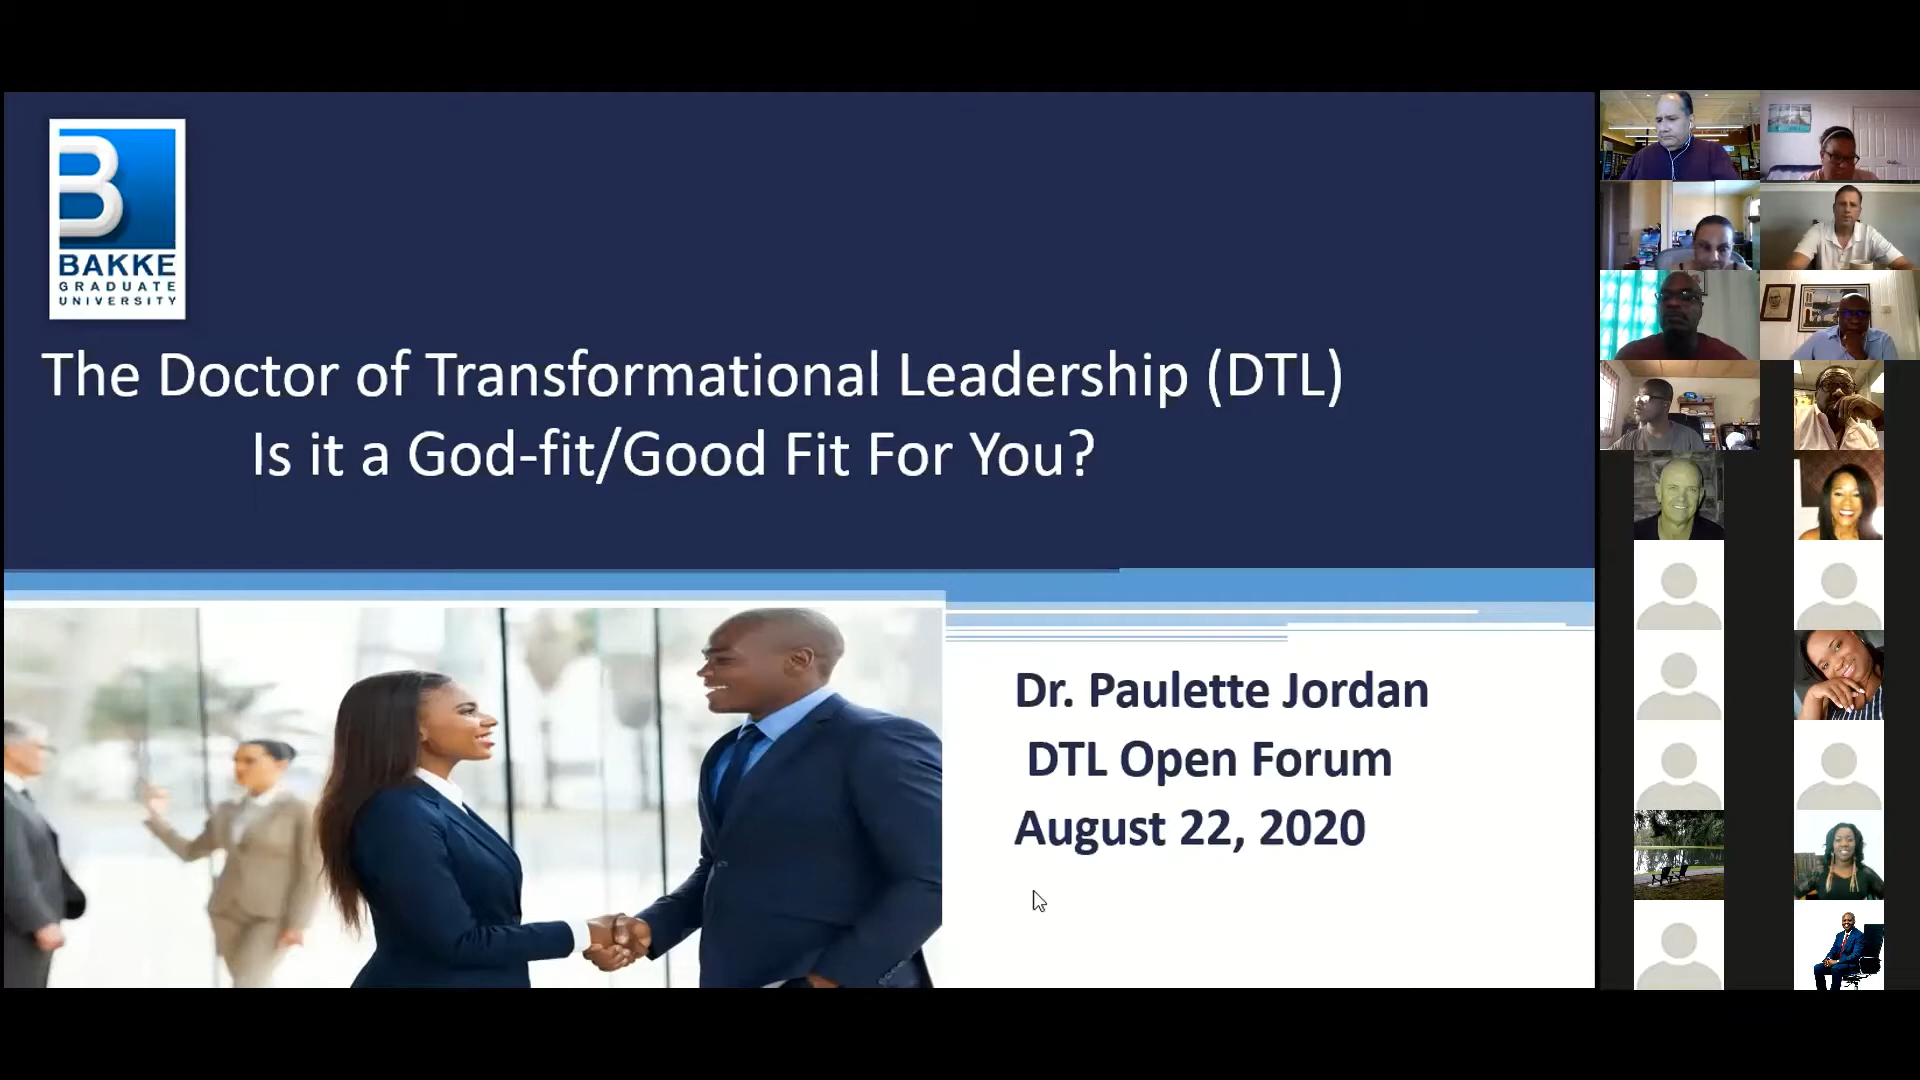 BAKKE
GRADUATE
UNIVERSITY
The Doctor of Transformational Leadership (DTL)
Is it a God-fit/Good Fit For You?
Dr. Paulette Jordan
DTL Open Forum
August 22, 2020